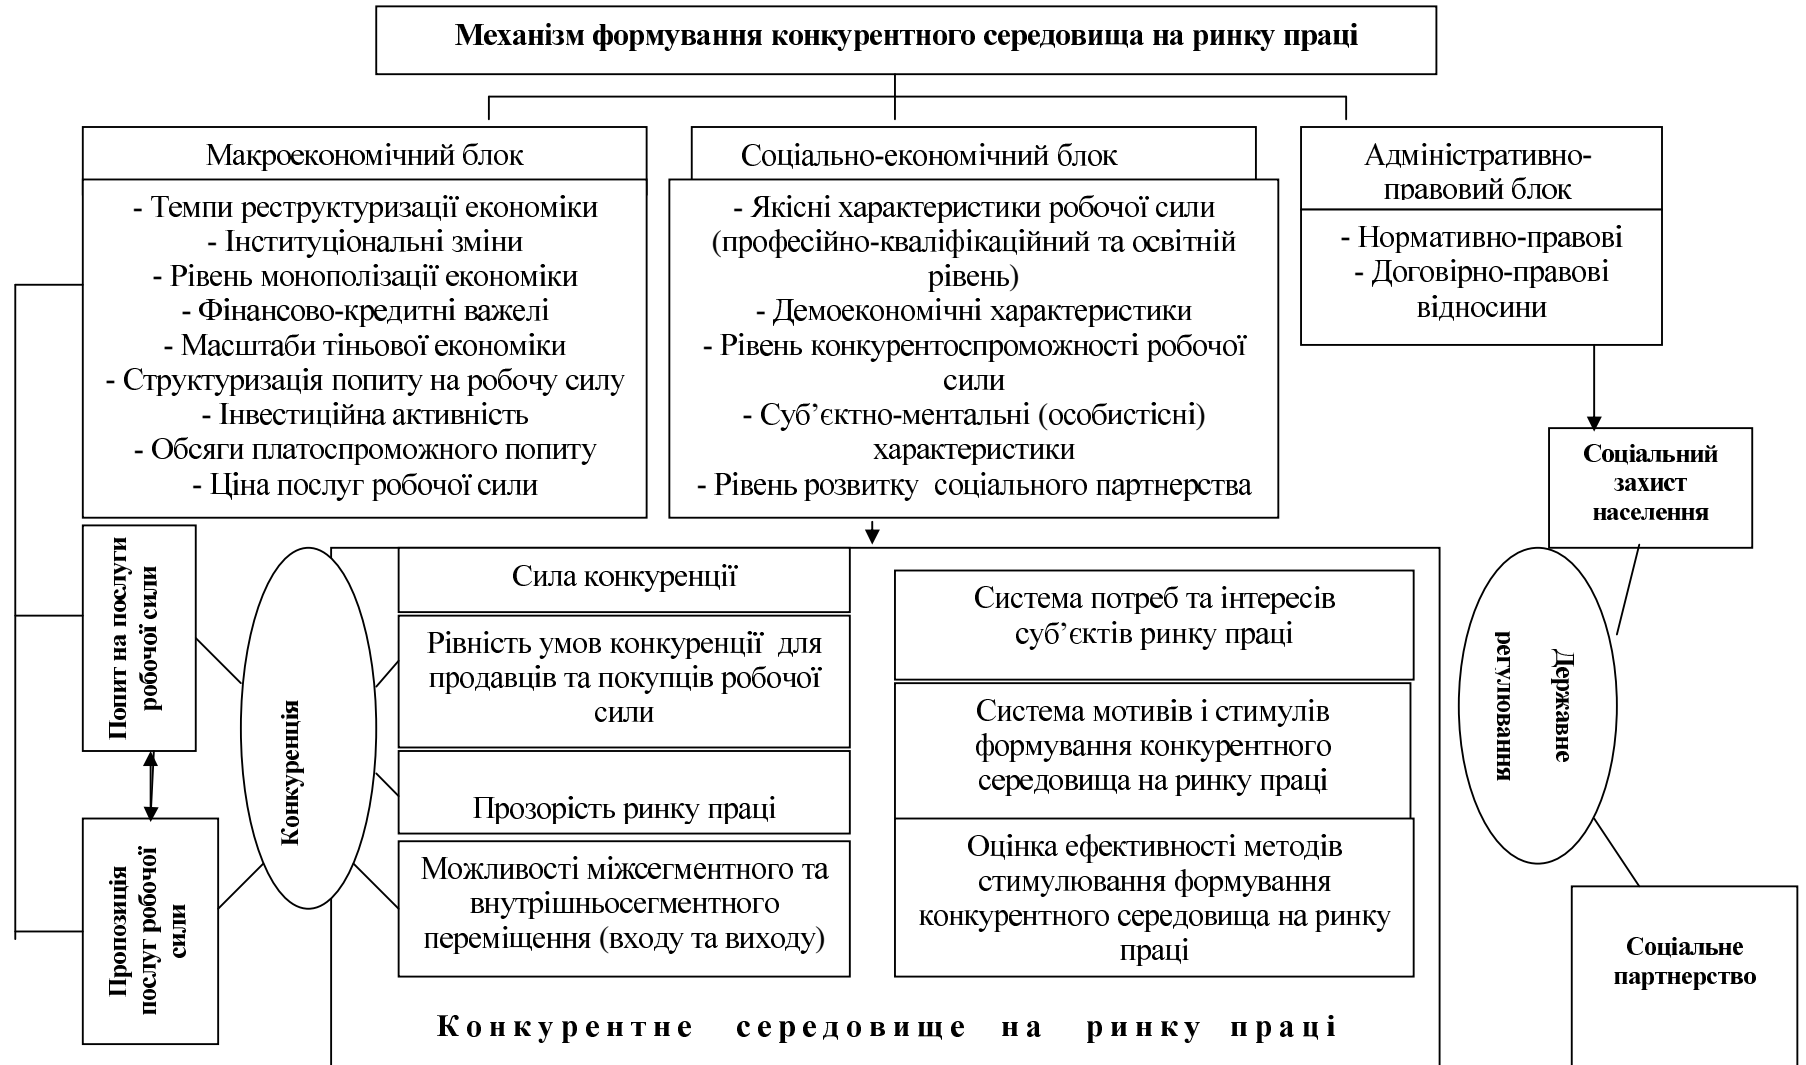 Механізм формування конкурентного середовища на ринку праці
Макроекономічний блок
- Темпи реструктуризації економіки
- Інституціональні зміни
- Рівень монополізації економіки
- Фінансово-кредитні важелі
- Масштаби тіньової економіки
- Структуризація попиту на робочу силу
- Інвестиційна активність
- Обсяги платоспроможного попиту
- Ціна послуг робочої сили
Соціально-економічний блок
- Якісні характеристики робочої сили
(професійно-кваліфікаційний та освітній
рівень)
- Демоекономічні характеристики
- Рівень конкурентоспроможності робочої
сили
- Суб’єктно-ментальні (особистісні)
характеристики
- Рівень розвитку соціального партнерства
Адміністративно-
правовий блок
- Нормативно-правові
- Договірно-правові
відносини
Соціальний
захист
населення
Попит на послуги
робочої сили
Пропозиція
послуг робочої
сили
Конкуренція
Сила конкуренції
Рівність умов конкуренції для
продавців та покупців робочої
сили
Прозорість ринку праці
Можливості міжсегментного та
внутрішньосегментного
переміщення (входу та виходу)
Система потреб та інтересів
суб’єктів ринку праці
Система мотивів і стимулів
формування конкурентного
середовища на ринку праці
Оцінка ефективності методів
стимулювання формування
конкурентного середовища на ринку
праці
Державне
регулювання
Соціальне
партнерство
Конкурентне середовище на ринку праці